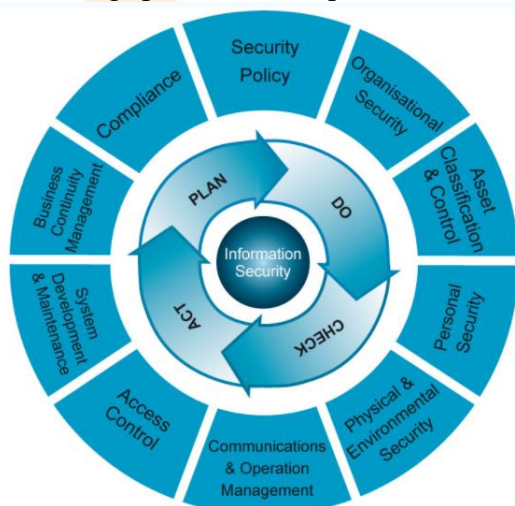 Security
Policy
Organisational
Security
Asset
Classification
& Control
Personal
Security
Physical &
Environmental
Security
Communications
& Operation
Management
Access
Control
System
Development
& Maintenance
Business
Continuity
Management
Compliance
PLAN
DO
CHECK
ACT
Information
Security